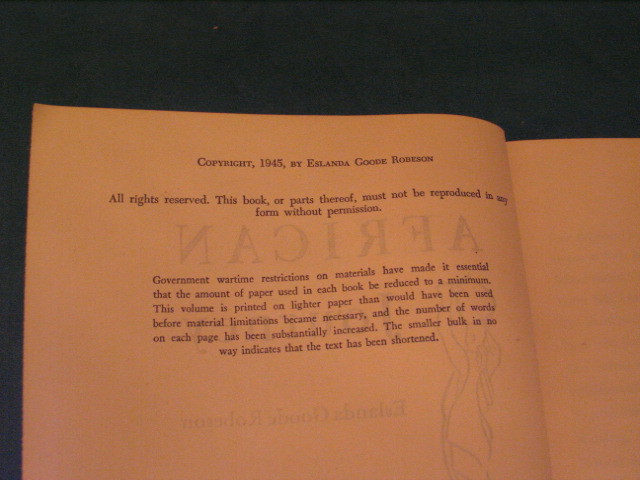 COPYRIGHT, 1945, BY ESLANDA GOODE ROBESON
All rights reserved. This book, or parts thereof, must not be reproduced in any
form without permission.
AFRICAN
Government wartime restrictions on materials have made it essential
that the amount of paper used in each book be reduced to a minimum.
This volume is printed on lighter paper than would have been used
before material limitations became necessary, and the number of words
on each page has been substantially increased. The smaller bulk in no
way indicates that the text has been shortened.
Eslanda Goode Robeson